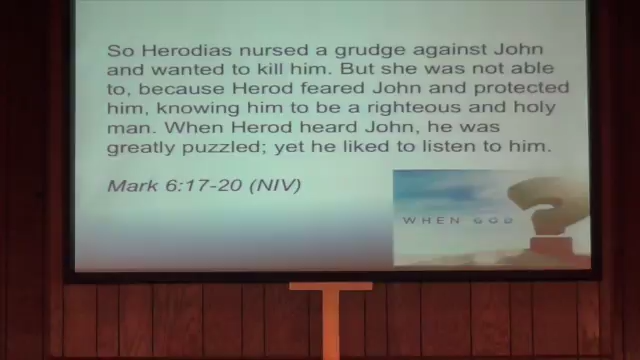 So Herodias nursed a grudge against John
and wanted to kill him. But she was not able
to, because Herod feared John and protected
him, knowing him to be a righteous and holy
man. When Herod heard John, he was
greatly puzzled; yet he liked to listen to him.
Mark 6:17-20 (NIV)
WHEN GOD